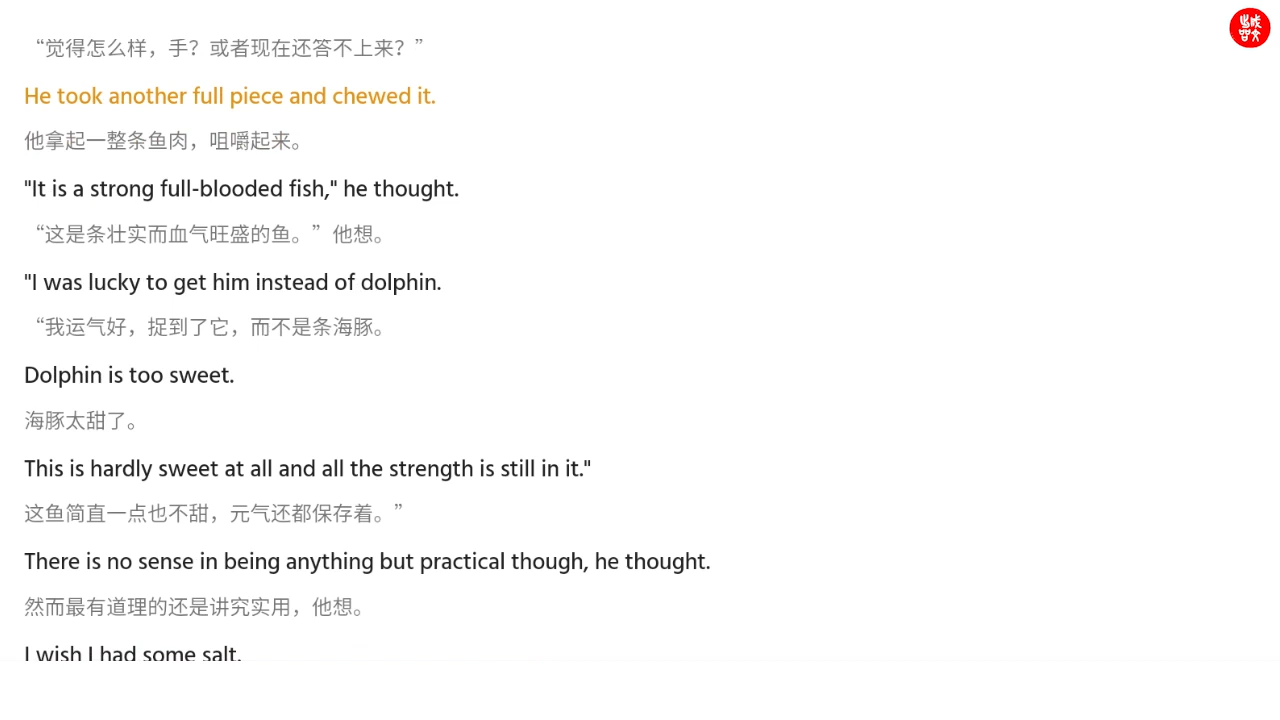 “觉得怎么样，手？或者现在还答不上来？”
He took another full piece and chewed it.
他拿起一整条鱼肉，咀嚼起来。
"It is a strong full-blooded fish," he thought.
“这是条壮实而血气旺盛的鱼。”他想。
"I was lucky to get him instead of dolphin.
“我运气好，捉到了它，而不是条海豚。
Dolphin is too sweet.
海豚太甜了。
This is hardly sweet at all and all the strength is still in it."
这鱼简直一点也不甜，元气还都保存着。”
There is no sense in being anything but practical though, he thought.
然而最有道理的还是讲究实用，他想。
I wish I had some salt.